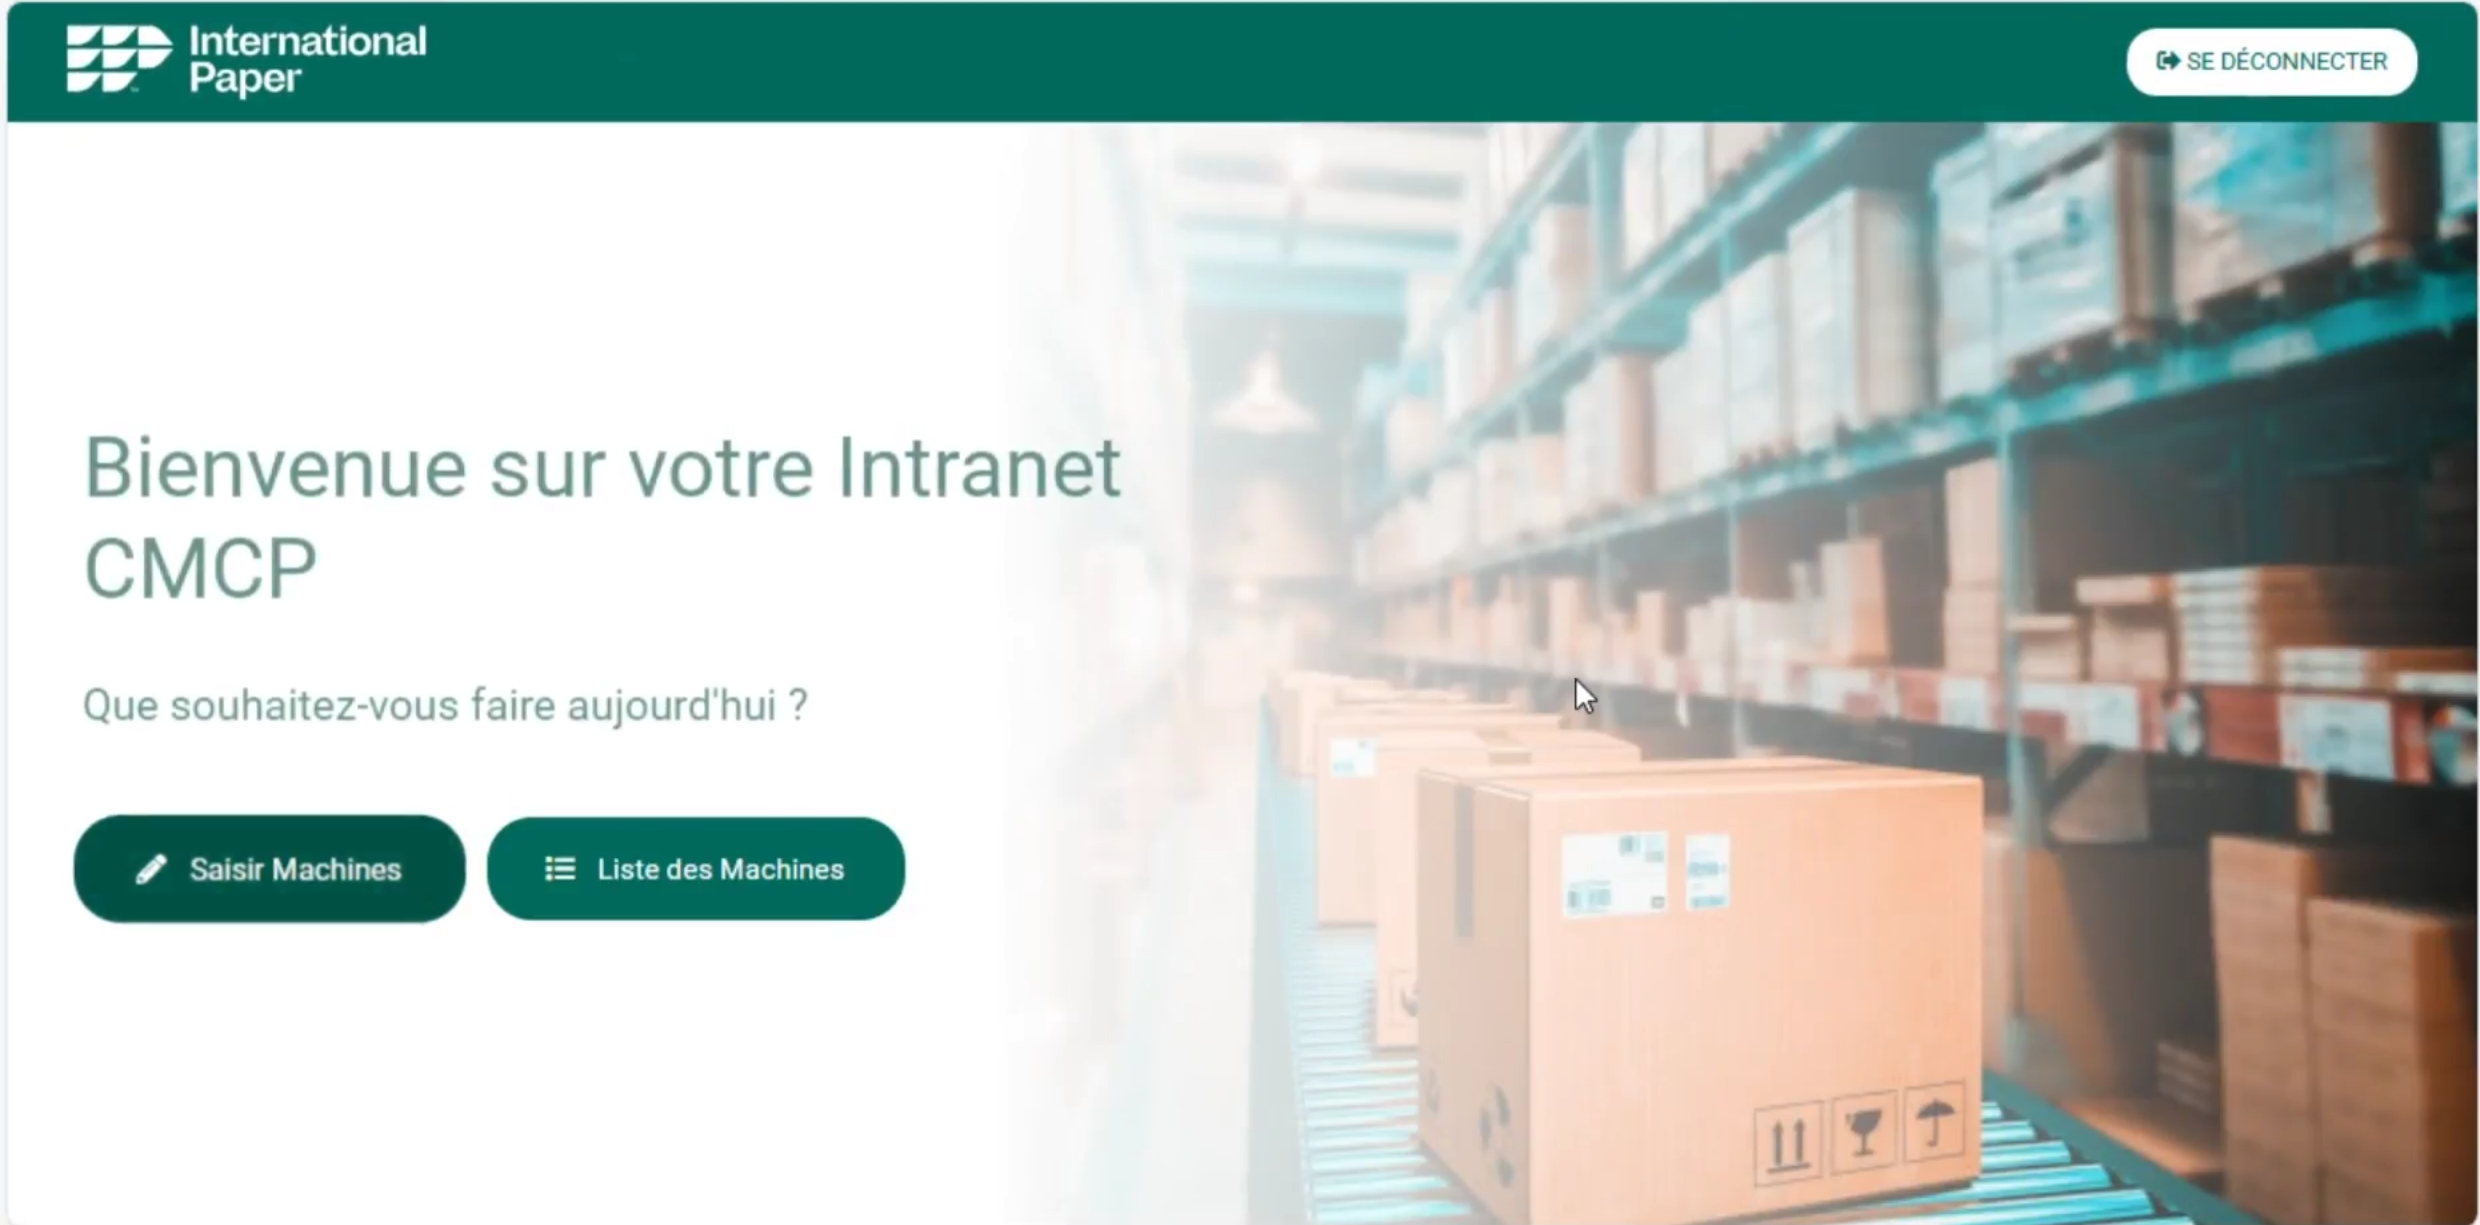 International
Paper
SE DÉCONNECTER
Bienvenue sur votre Intranet
CMCP
Que souhaitez-vous faire aujourd'hui ?
Saisir Machines
Liste des Machines